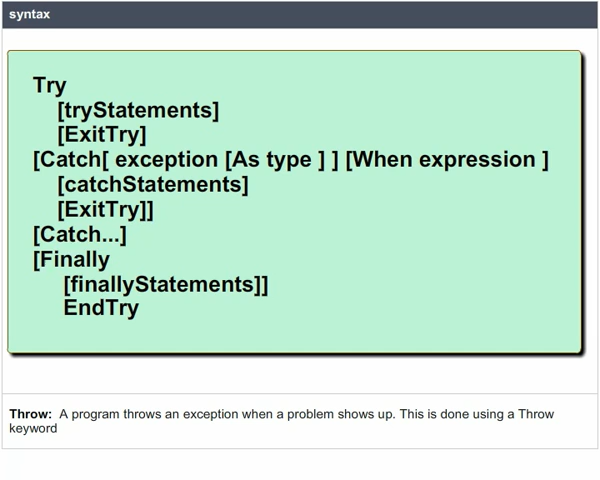 syntax
Try
[tryStatements]
[ExitTry]
[Catch[ exception [As type ] ] [When expression ]
[catchStatements]
[ExitTry]]
[Catch...]
[Finally
[finallyStatements]]
EndTry
Throw: A program throws an exception when a problem shows up. This is done using a Throw
keyword